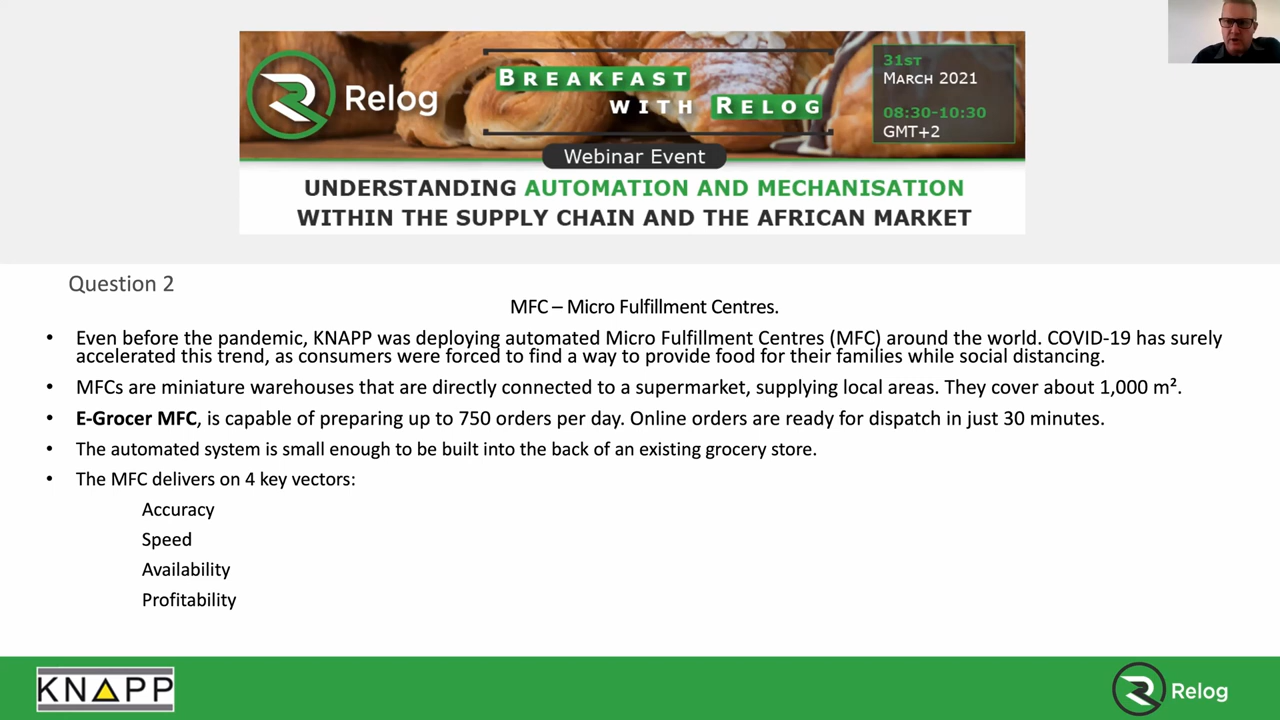 Relog
BREAKFAST
WITH RELOG
31ST
MARCH 2021
08:30-10:30
GMT+2
Webinar Event
UNDERSTANDING AUTOMATION AND MECHANISATION
WITHIN THE SUPPLY CHAIN AND THE AFRICAN MARKET
Question 2
MFC – Micro Fulfillment Centres.
• Even before the pandemic, KNAPP was deploying automated Micro Fulfillment Centres (MFC) around the world. COVID-19 has surely
accelerated this trend, as consumers were forced to find a way to provide food for their families while social distancing.
• MFCs are miniature warehouses that are directly connected to a supermarket, supplying local areas. They cover about 1,000 m².
• E-Grocer MFC, is capable of preparing up to 750 orders per day. Online orders are ready for dispatch in just 30 minutes.
• The automated system is small enough to be built into the back of an existing grocery store.
• The MFC delivers on 4 key vectors:
Accuracy
Speed
Availability
Profitability
KNAPP
Relog